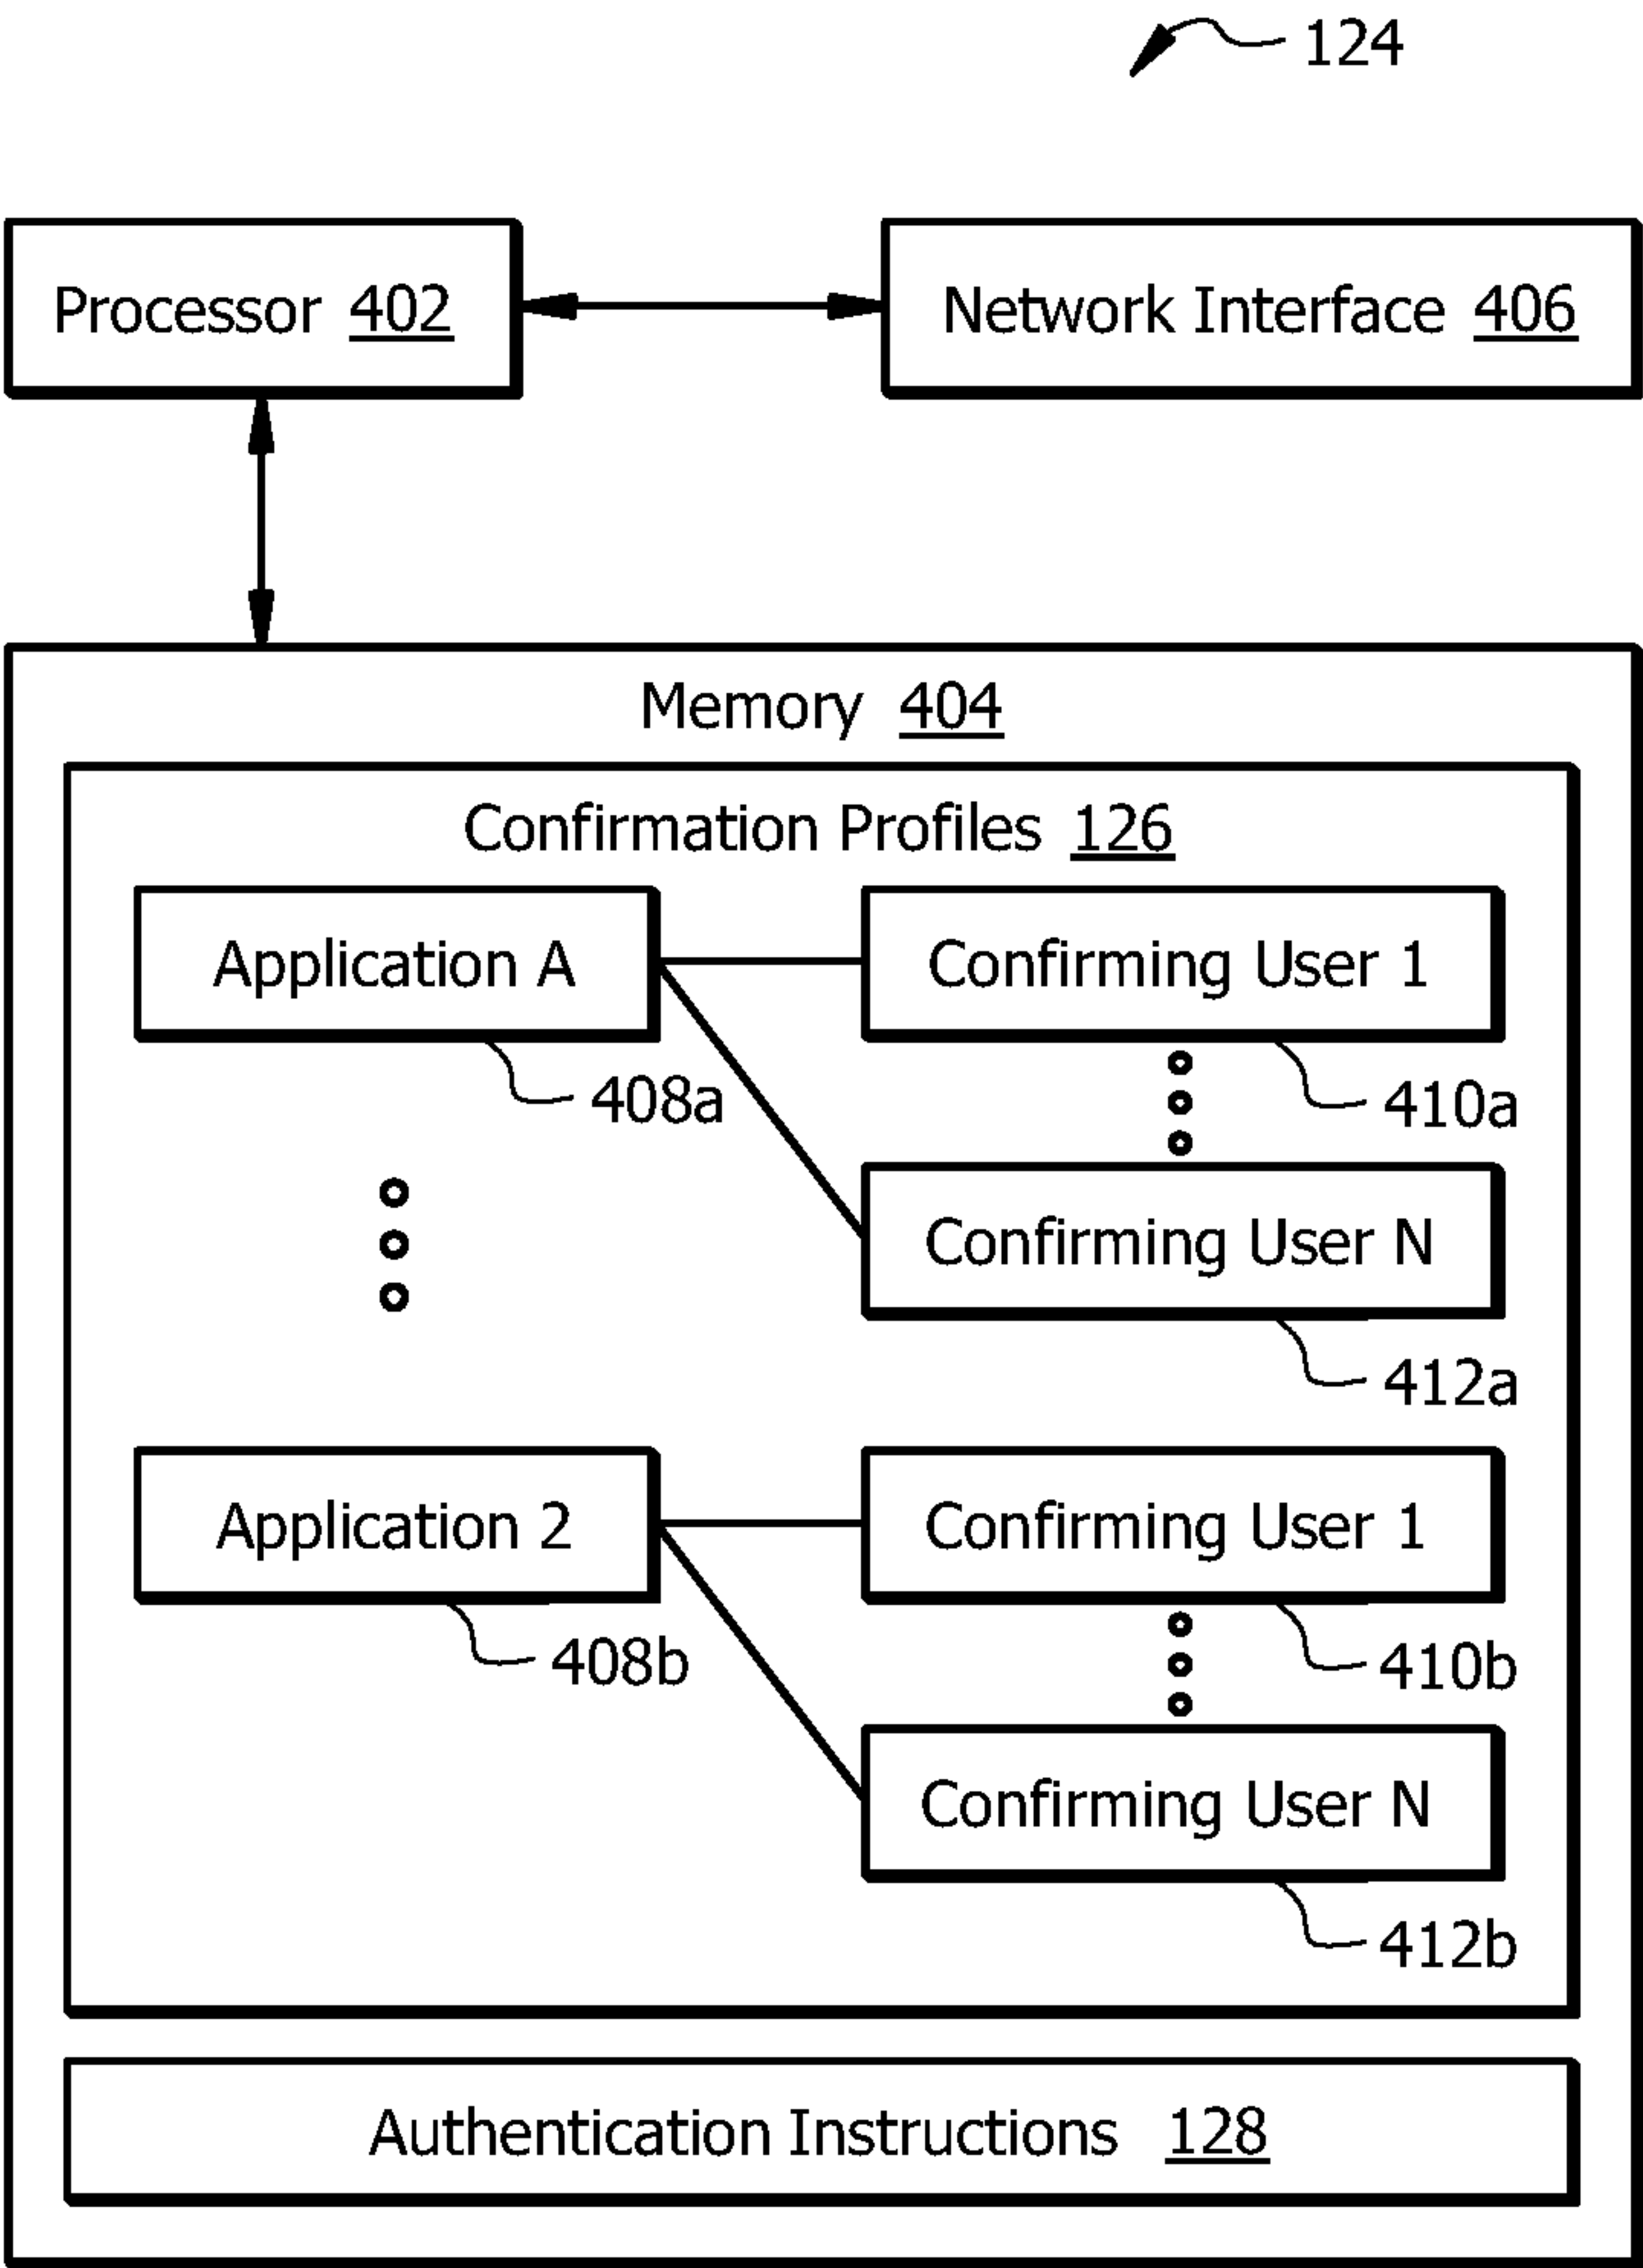 124
Processor 402
Network Interface 406
Memory 404
Confirmation Profiles 126
Application A
Confirming User 1
408a
410a
Confirming User N
412a
Application 2
Confirming User 1
408b
410b
Confirming User N
412b
Authentication Instructions 128